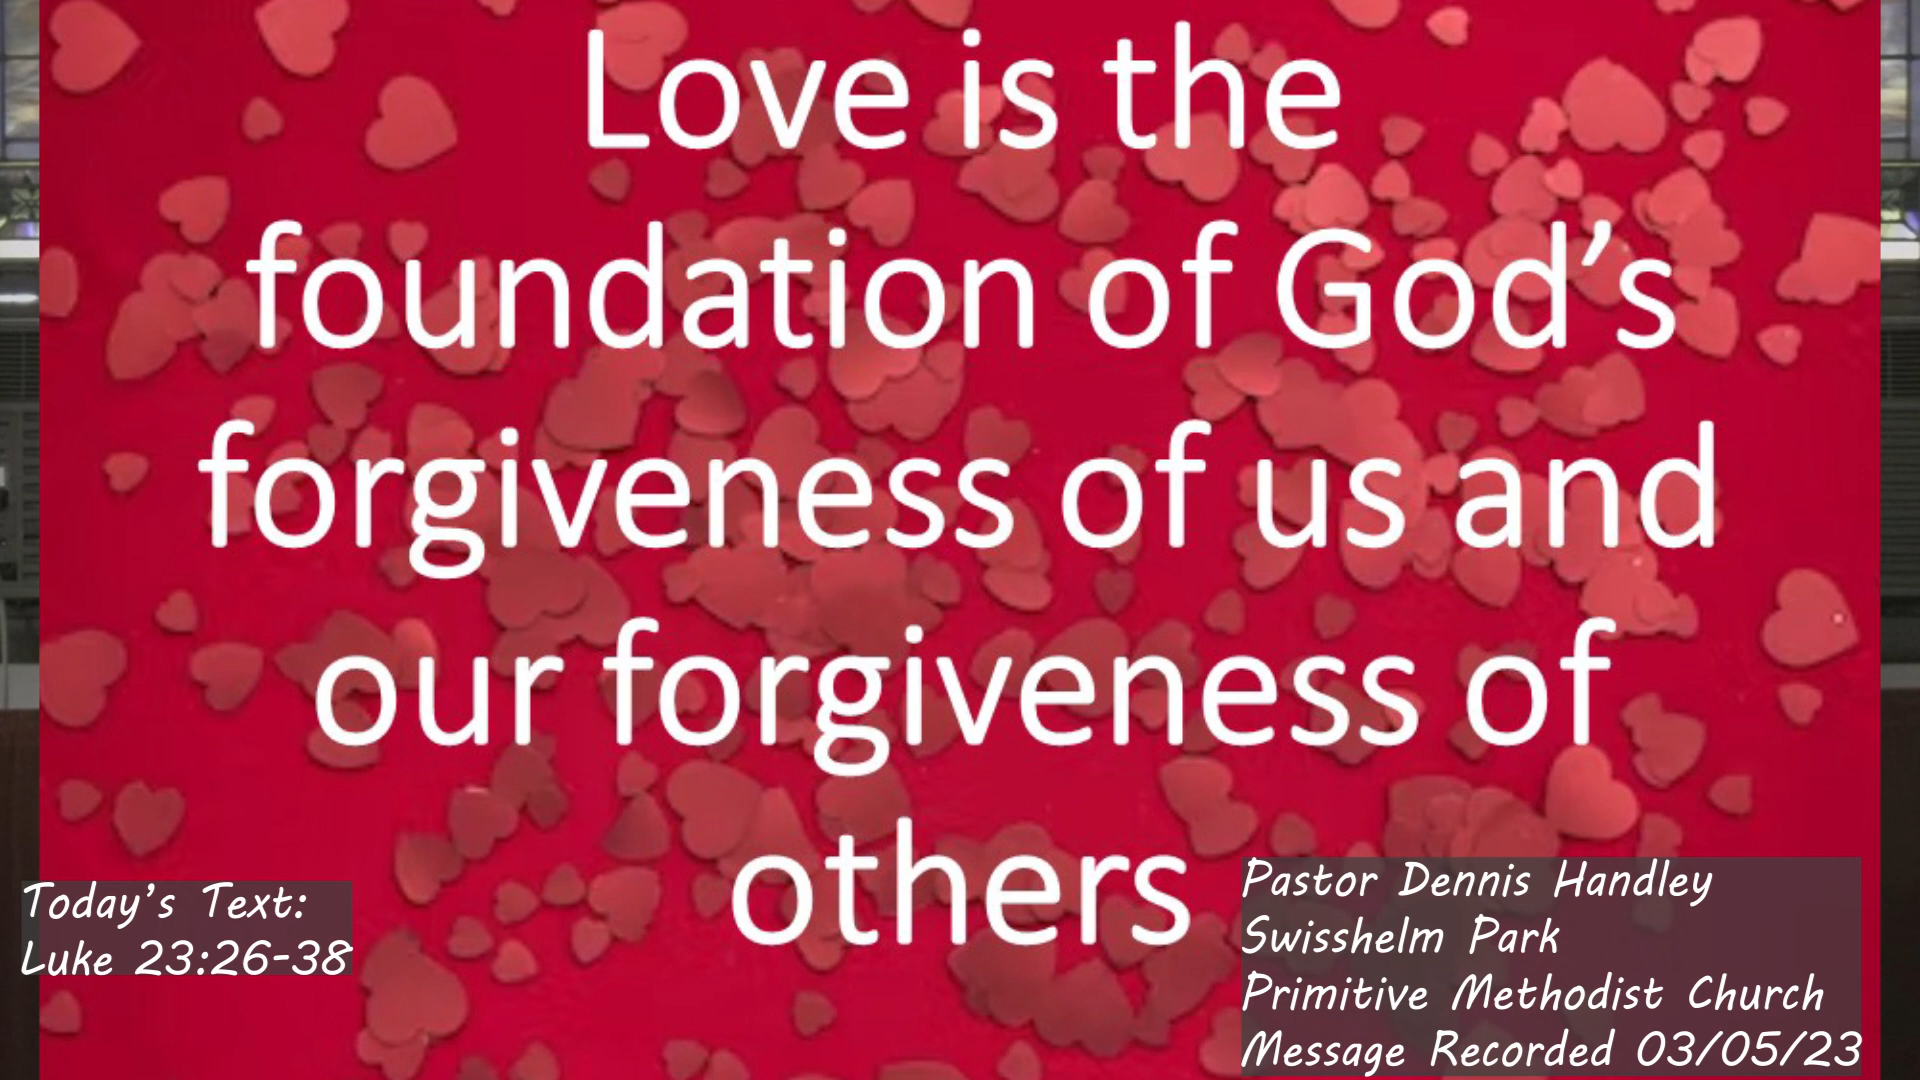 Love is the
foundation of God’s
forgiveness of us and
our forgiveness of
others
Today’s Text:
Luke 23:26-38
Pastor Dennis Handley
Swisshelm Park
Primitive Methodist Church
Message Recorded 03/05/23